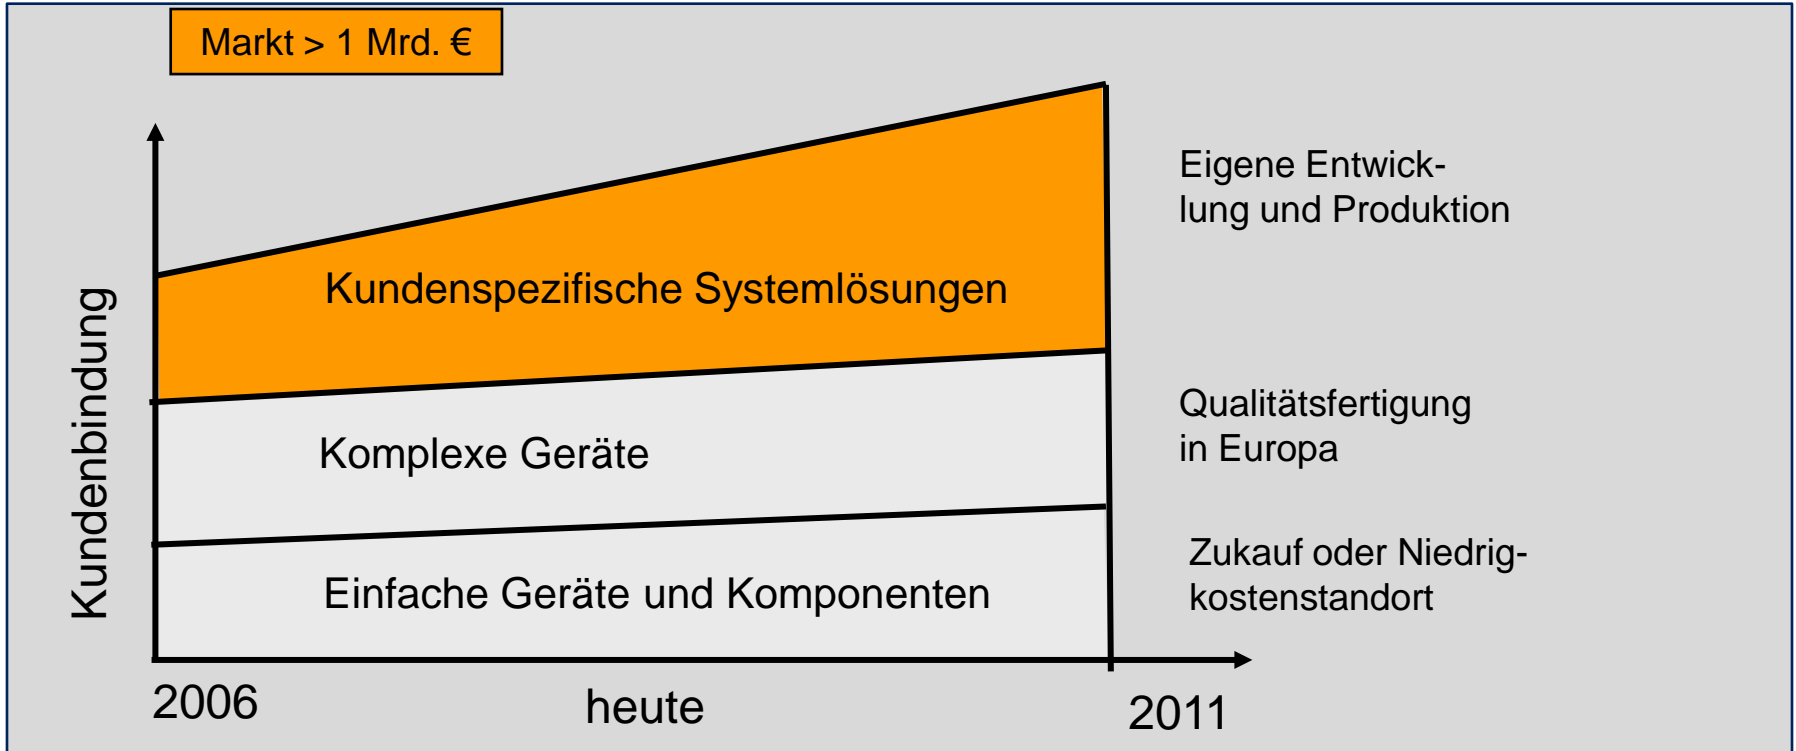 Markt > 1 Mrd. €
Kundenbindung
Kundenspezifische Systemlösungen
Eigene Entwick-
lung und Produktion
Komplexe Geräte
Qualitätsfertigung
in Europa
Einfache Geräte und Komponenten
Zukauf oder Niedrig-
kostenstandort
2006
heute
2011